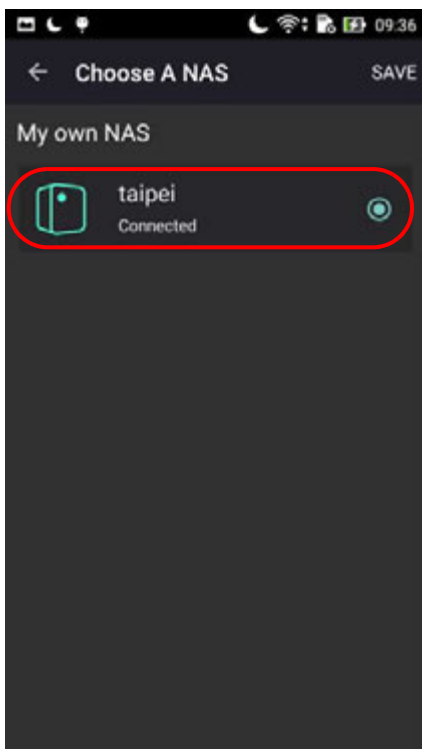 09:36
Choose A NAS SAVE
My own NAS
taipei
Connected